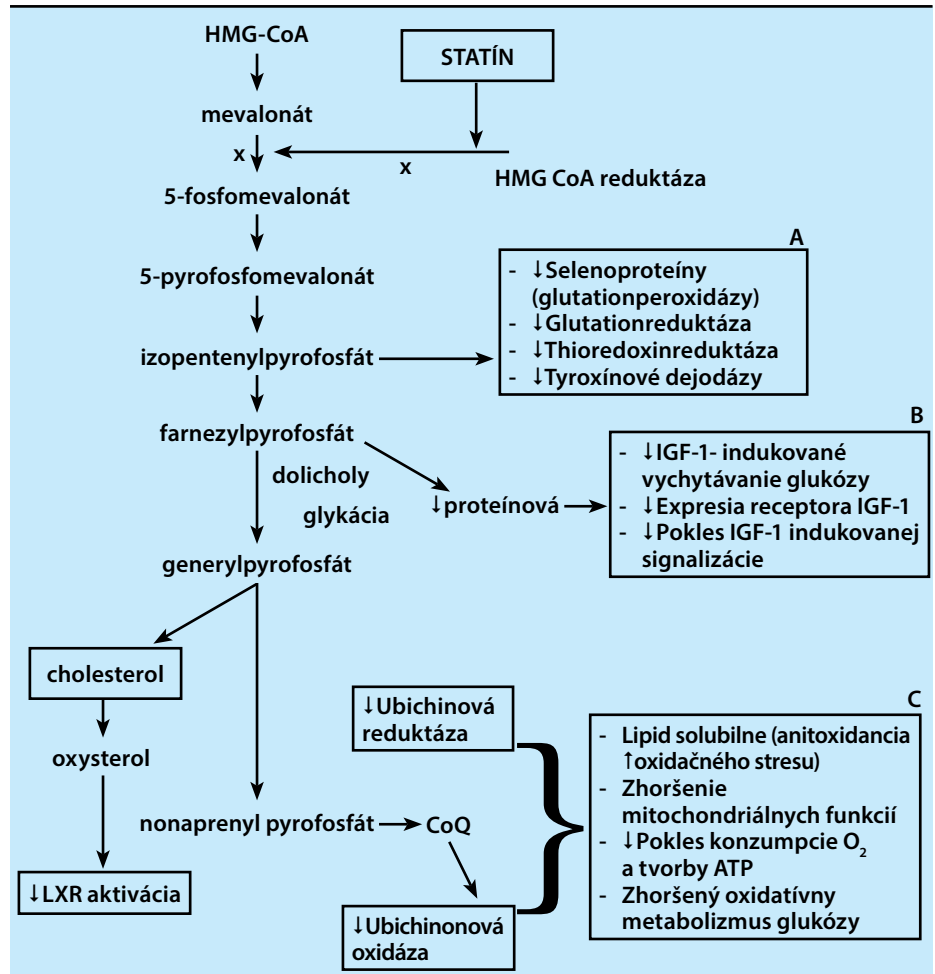 HMG-CoA
STATÍN
mevalonát
x
x
HMG CoA reduktáza
5-fosfomevalonát
5-pyrofosfomevalonát
A
- ↓Selenoproteíny
(glutationperoxidázy)
- ↓Glutationreduktáza
- ↓Thioredoxinreduktáza
- ↓Tyroxínové dejodázy
izopentenylpyrofosfát
farnezylpyrofosfát
dolicholy
glykácia
↓proteínová
B
- ↓IGF-1- indukované
vychytávanie glukózy
- ↓Expresia receptora IGF-1
- ↓Pokles IGF-1 indukovanej
signalizácie
generylpyrofosfát
cholesterol
oxysterol
↓LXR aktivácia
nonaprenyl pyrofosfát
CoQ
↓Ubichinová
reduktáza
↓Ubichinonová
oxidáza
C
- Lipid solubilne (anitoxidancia
↑oxidačného stresu)
- Zhoršenie
mitochondriálnych funkcií
- ↓Pokles konzumpcie O₂
a tvorby ATP
- Zhoršený oxidatívny
metabolizmus glukózy